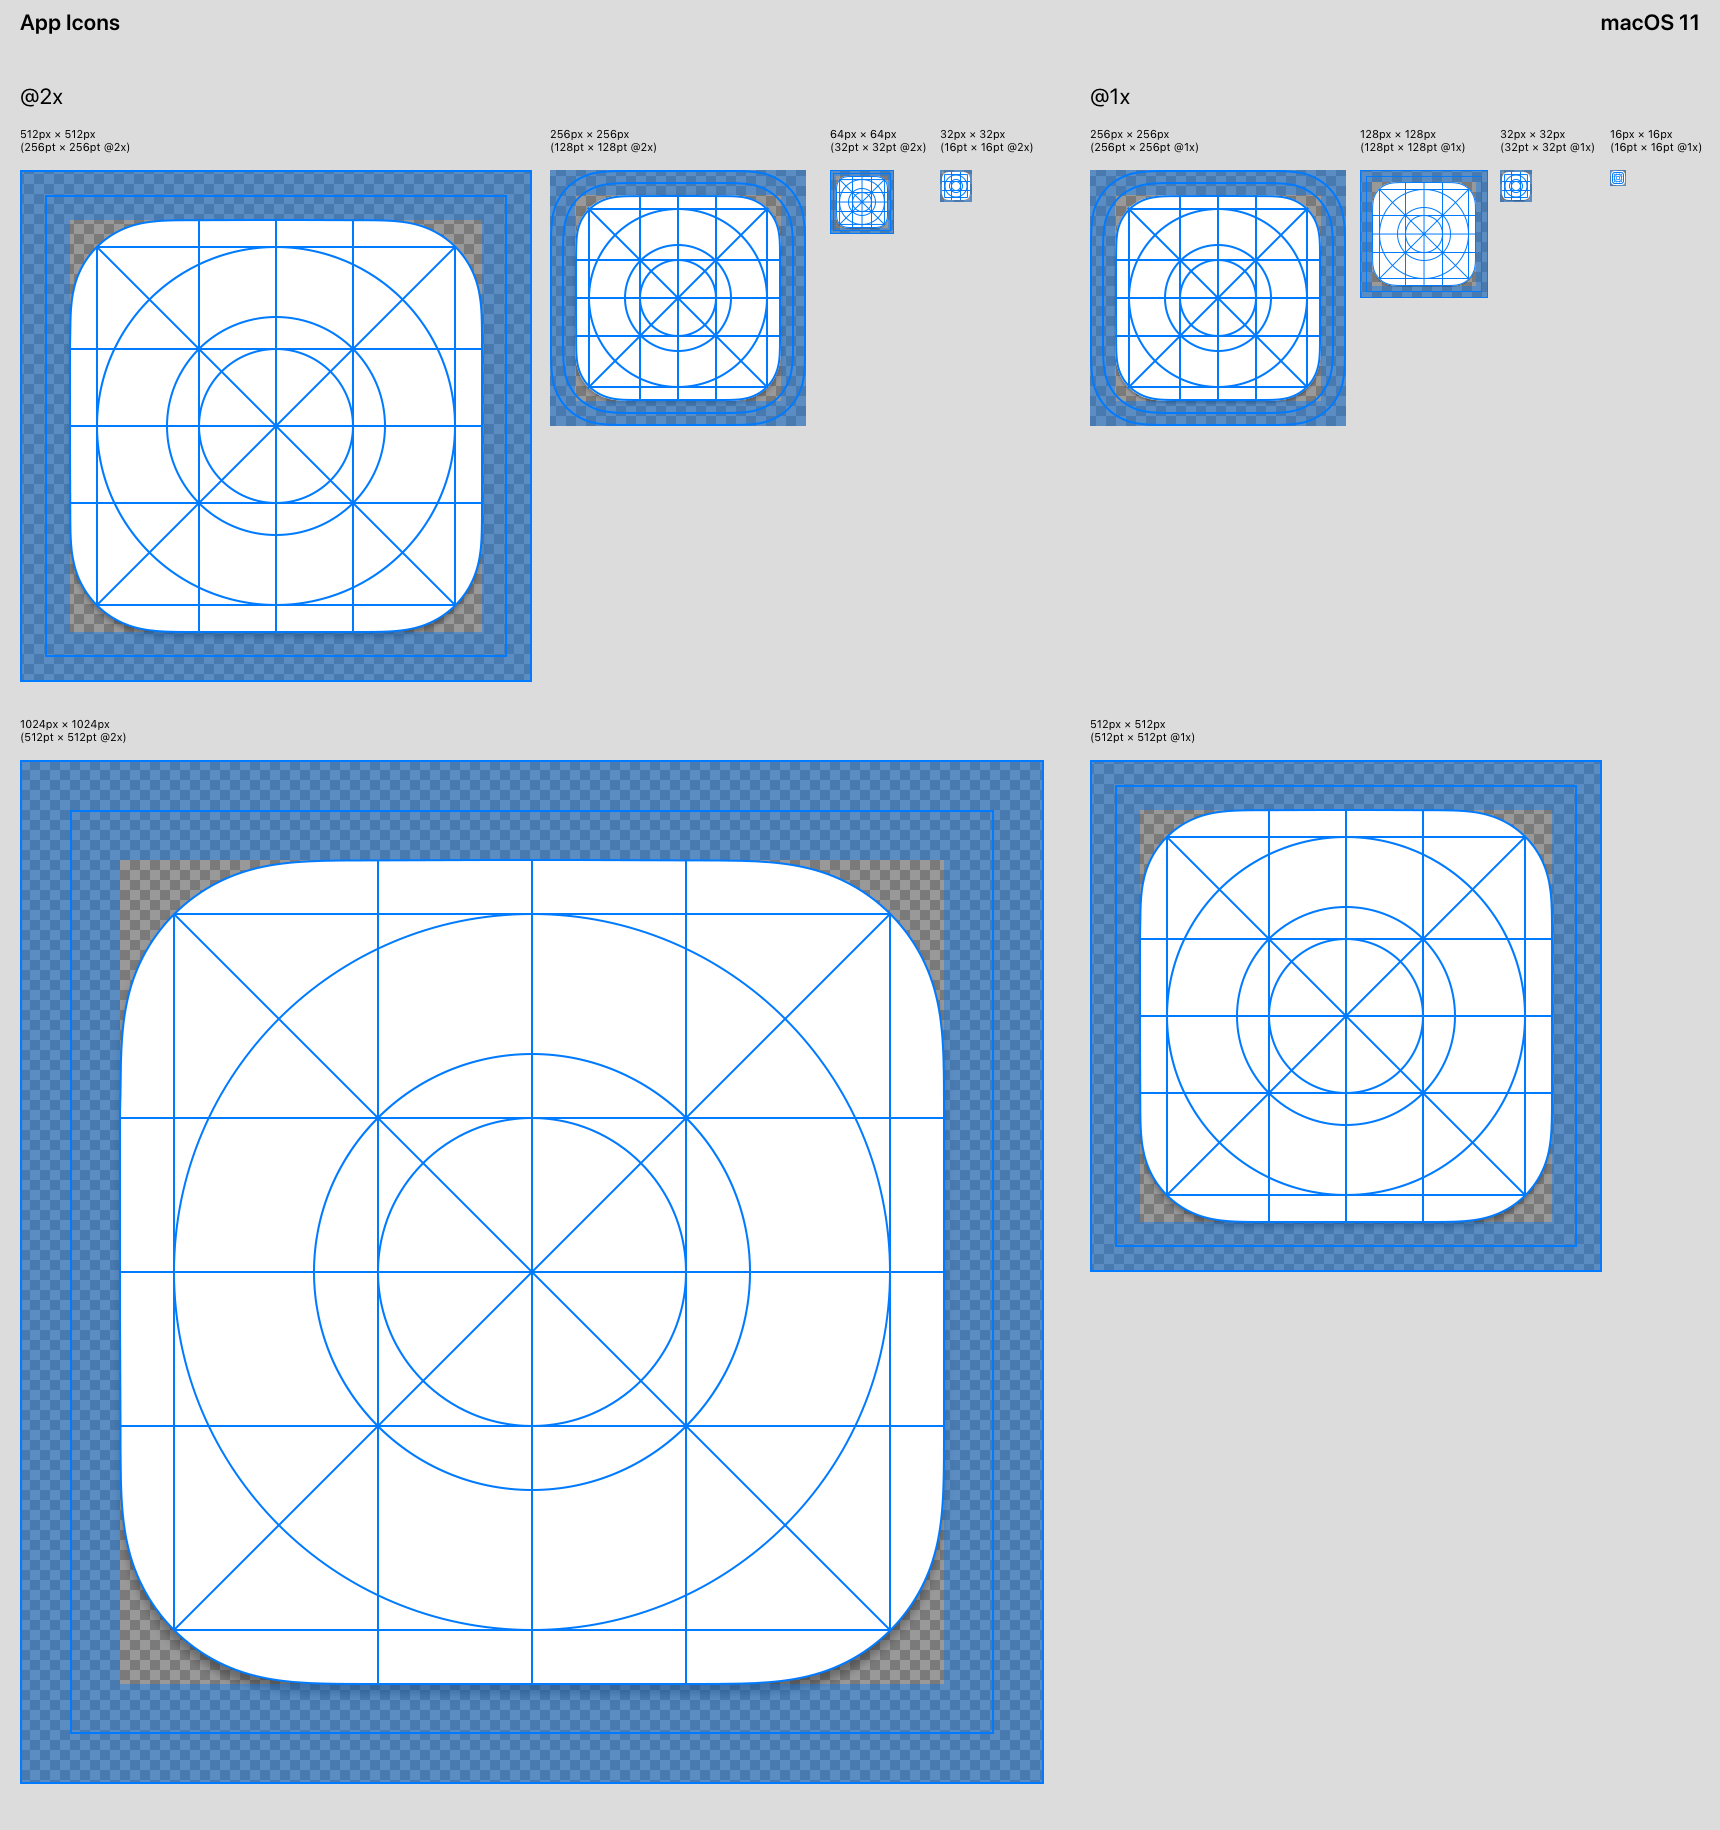 App Icons
macOS 11
@2x
@1x
512px × 512px
(256pt × 256pt @2x)
256px × 256px
(128pt × 128pt @2x)
64px × 64px
(32pt × 32pt @2x)
32px × 32px
(16pt × 16pt @2x)
256px × 256px
(256pt × 256pt @1x)
128px × 128px
(128pt × 128pt @1x)
32px × 32px
(32pt × 32pt @1x)
16px × 16px
(16pt × 16pt @1x)
1024px × 1024px
(512pt × 512pt @2x)
512px × 512px
(512pt × 512pt @1x)